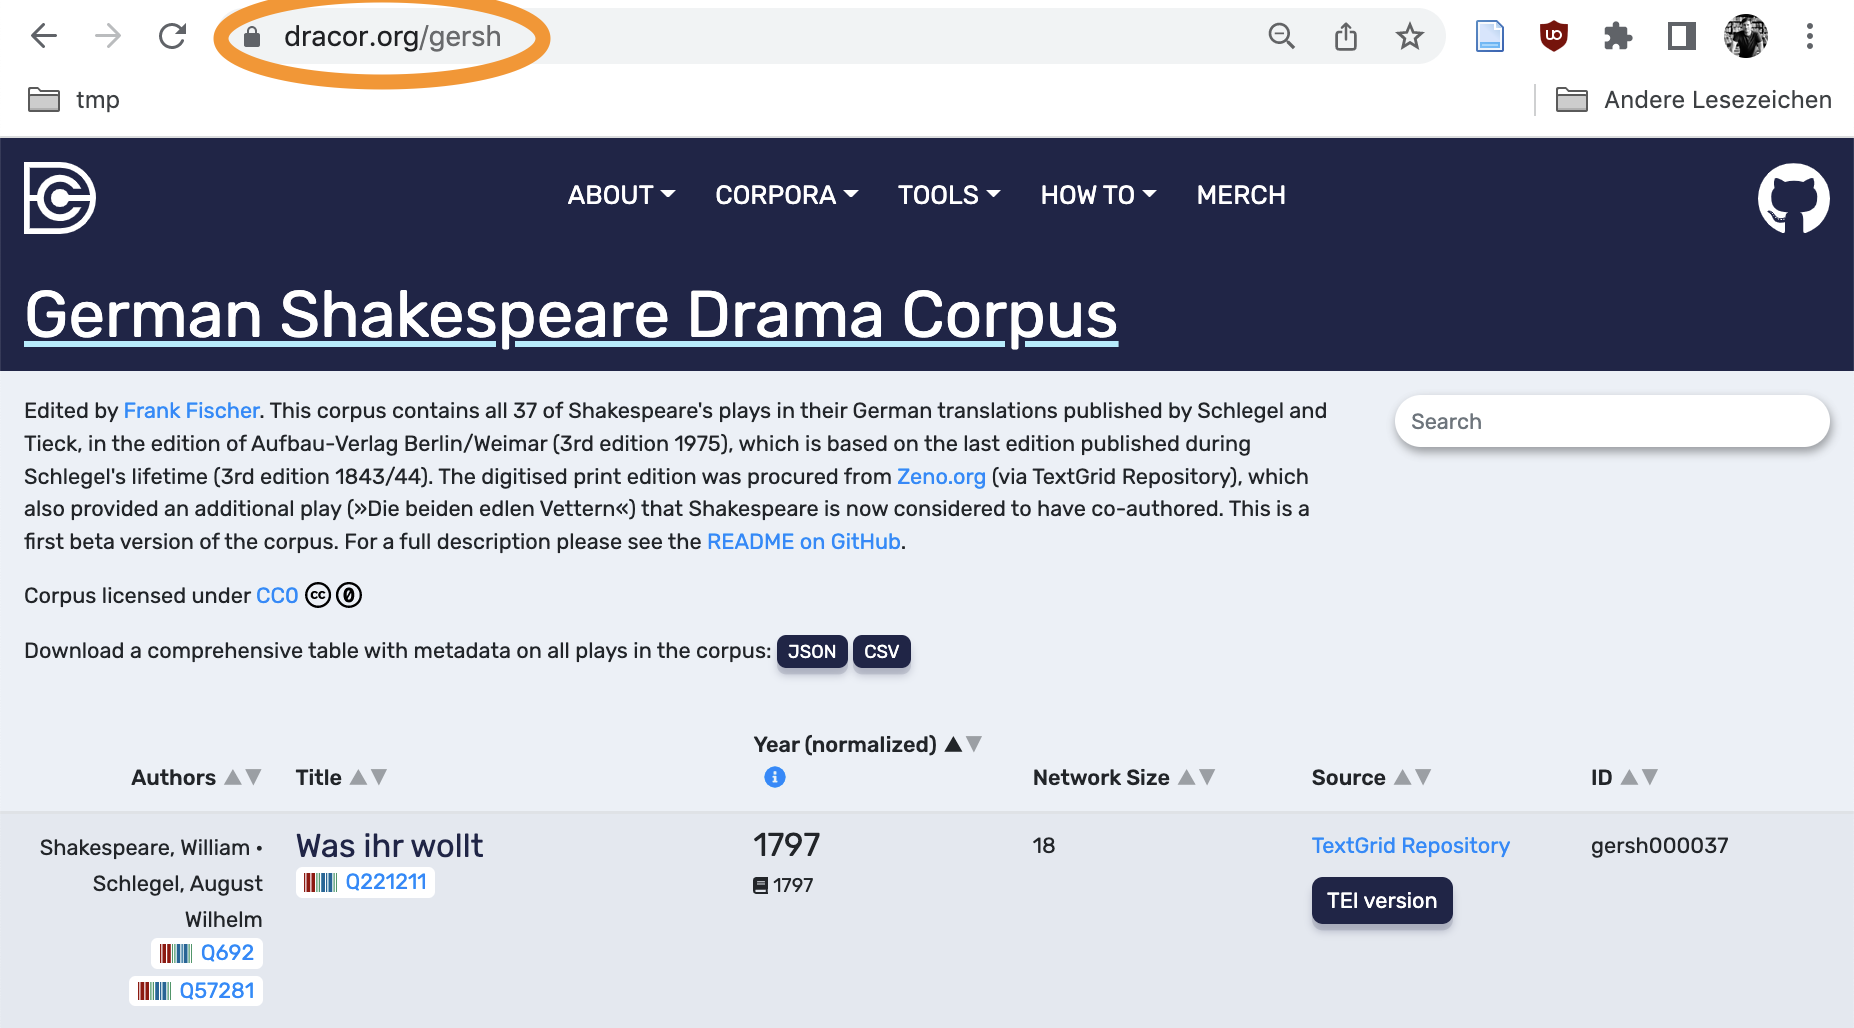 dracor.org/gersh
tmp
Andere Lesezeichen
ABOUT CORPORA TOOLS HOW TO MERCH
German Shakespeare Drama Corpus
Edited by Frank Fischer. This corpus contains all 37 of Shakespeare's plays in their German translations published by Schlegel and
Tieck, in the edition of Aufbau-Verlag Berlin/Weimar (3rd edition 1975), which is based on the last edition published during
Schlegel's lifetime (3rd edition 1843/44). The digitised print edition was procured from Zeno.org (via TextGrid Repository), which
also provided an additional play (»Die beiden edlen Vettern«) that Shakespeare is now considered to have co-authored. This is a
first beta version of the corpus. For a full description please see the README on GitHub.
Search
Corpus licensed under CC0
Download a comprehensive table with metadata on all plays in the corpus: JSON CSV
Authors Title Year (normalized) Network Size Source ID
Shakespeare, William •
Schlegel, August
Wilhelm
Q692
Q57281
Was ihr wollt
Q221211
1797
1797
18
TextGrid Repository
TEI version
gersh000037